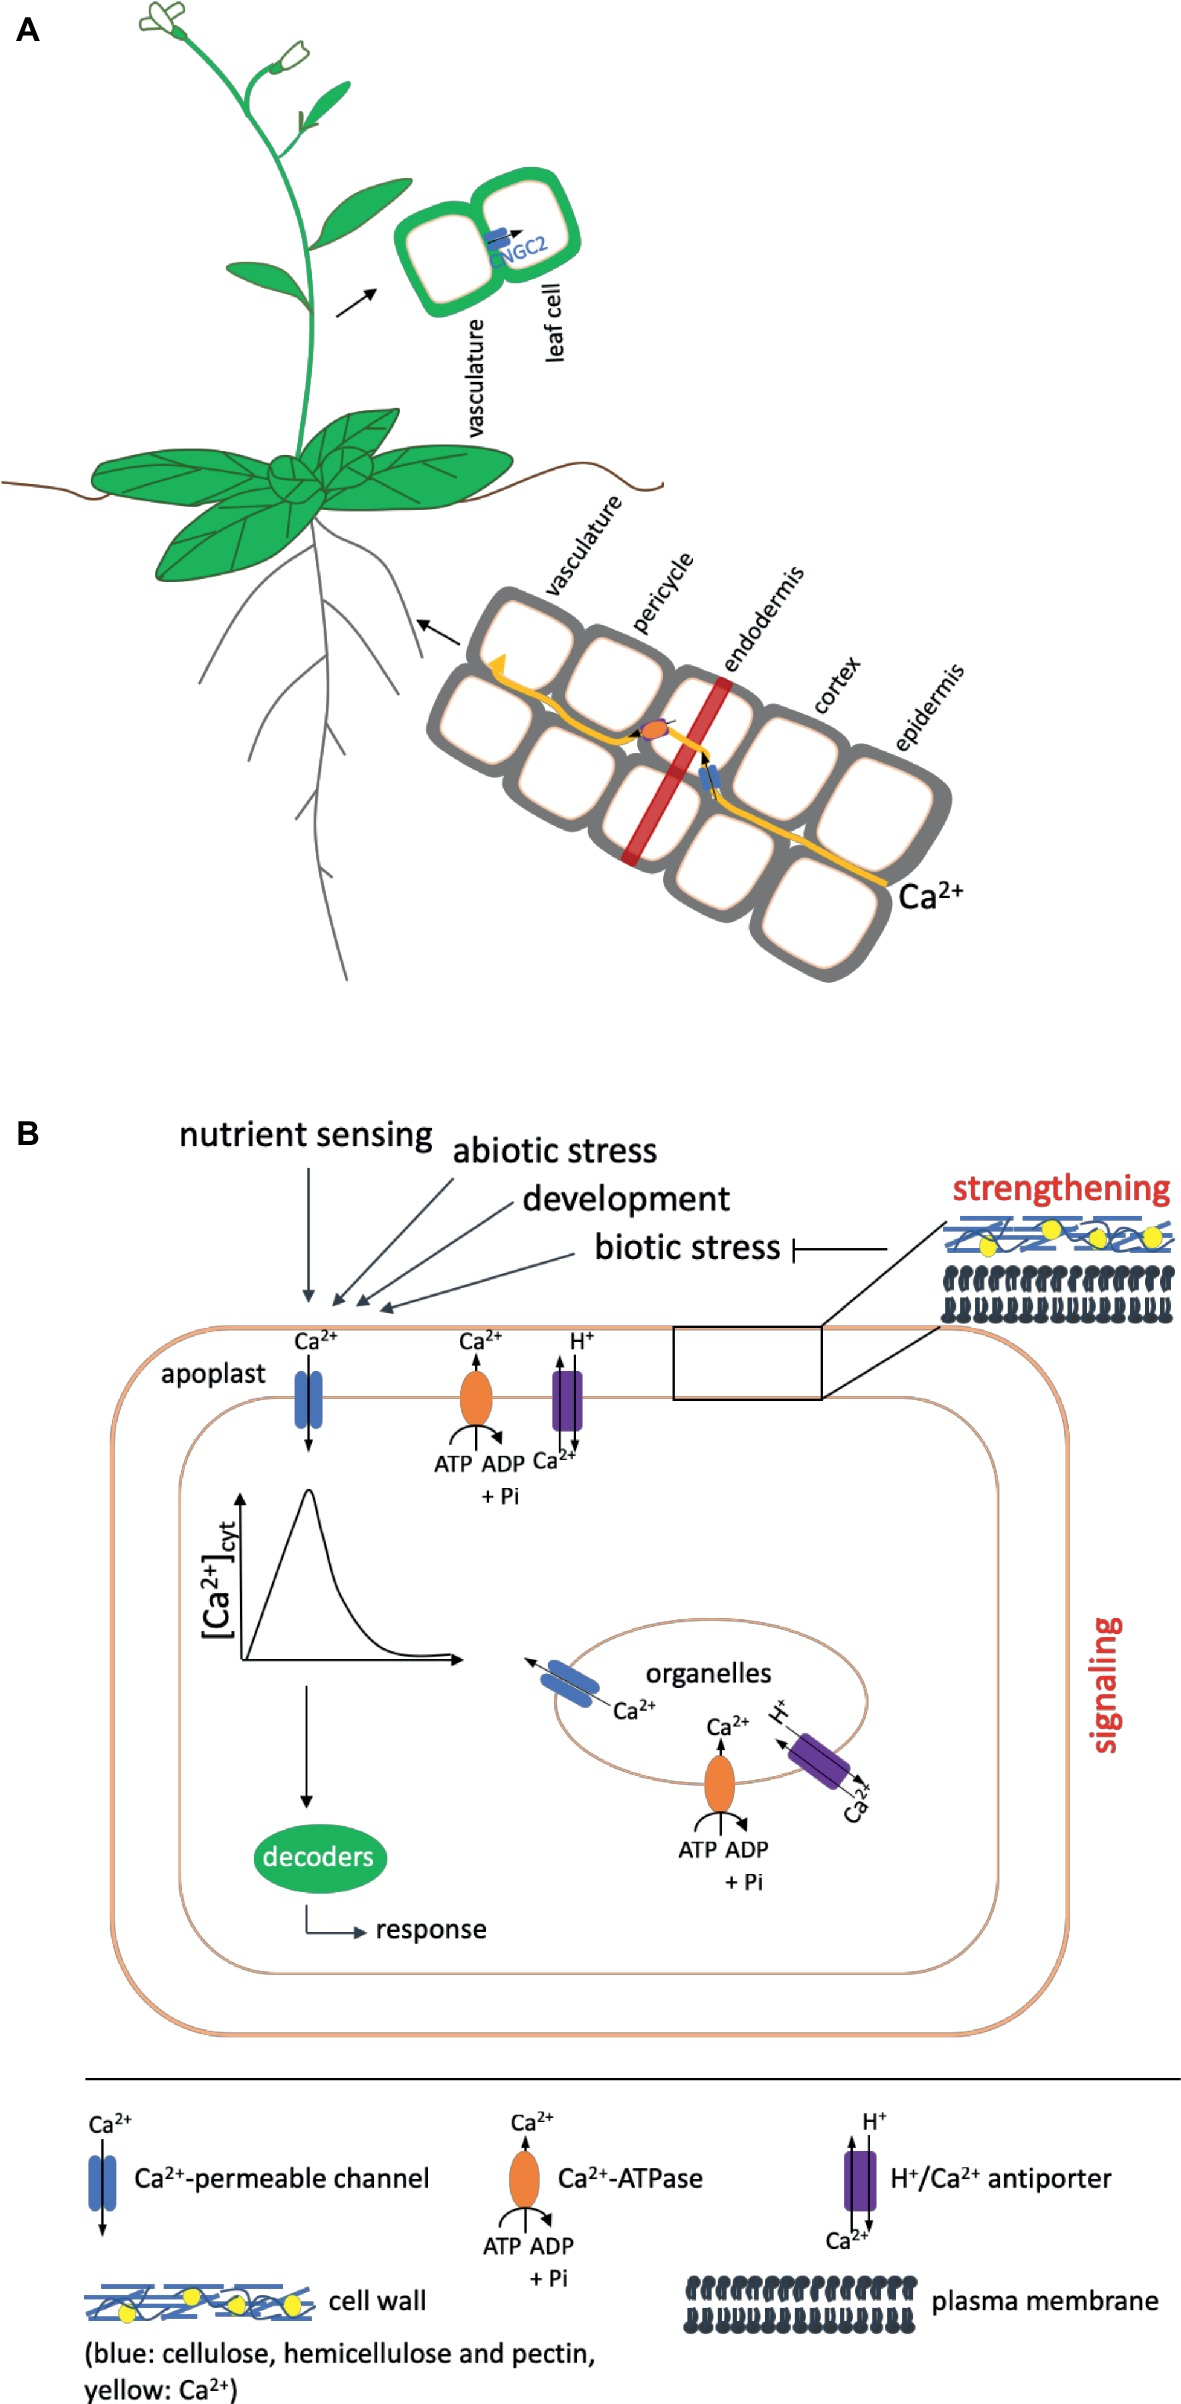 A
CNGC2
leaf cell
vasculature
vasculature
pericycle
endodermis
cortex
epidermis
Ca²⁺
B
nutrient sensing
abiotic stress
development
biotic stress
strengthening
Ca²⁺
Ca²⁺
H⁺
apoplast
ATP ADP
+ Pi
Ca²⁺
[Ca²⁺]cyt
organelles
Ca²⁺
Ca²⁺
H⁺
Ca²⁺
ATP ADP
+ Pi
signaling
decoders
response
Ca²⁺
Ca²⁺-permeable channel
Ca²⁺
Ca²⁺-ATPase
ATP ADP
+ Pi
H⁺
H⁺/Ca²⁺ antiporter
Ca²⁺
cell wall
plasma membrane
(blue: cellulose, hemicellulose and pectin,
yellow: Ca²⁺)